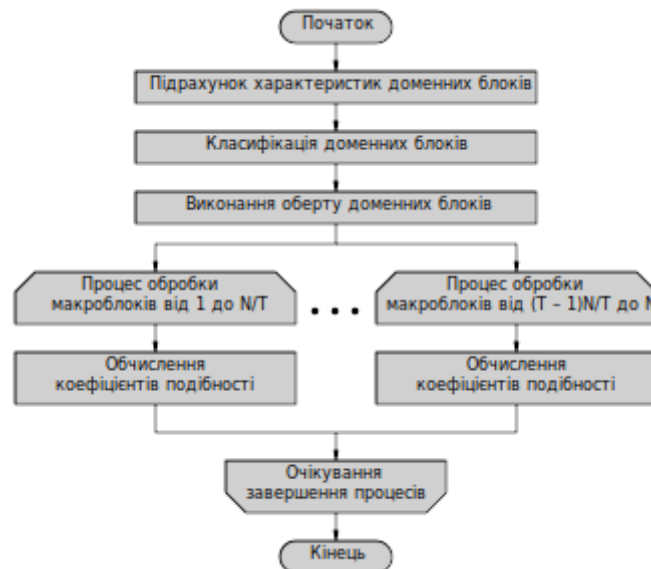 Початок
Підрахунок характеристик доменних блоків
Класифікація доменних блоків
Виконання оберту доменних блоків
Процес обробки
макроблоків від 1 до N/T
• • •
Процес обробки
макроблоків від (T – 1)N/T до N
Обчислення
коефіцієнтів подібності
Обчислення
коефіцієнтів подібності
Очікування
завершення процесів
Кінець